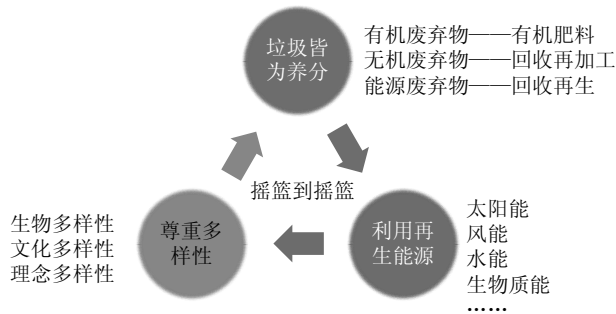 垃圾皆
为养分
有机废弃物——有机肥料
无机废弃物——回收再加工
能源废弃物——回收再生
摇篮到摇篮
生物多样性
文化多样性
理念多样性
尊重多
样性
利用再
生能源
太阳能
风能
水能
生物质能
……